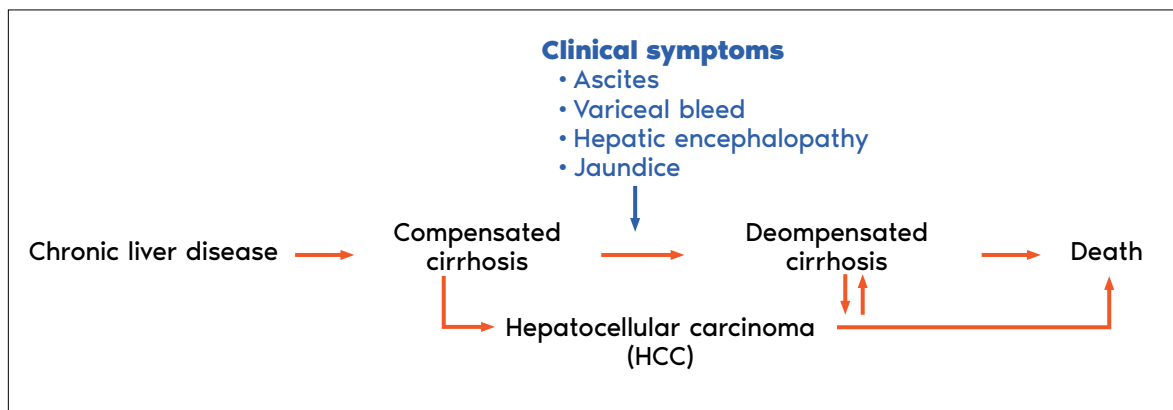 Clinical symptoms
• Ascites
• Variceal bleed
• Hepatic encephalopathy
• Jaundice
Chronic liver disease
Compensated
cirrhosis
Deompensated
cirrhosis
Death
Hepatocellular carcinoma
(HCC)